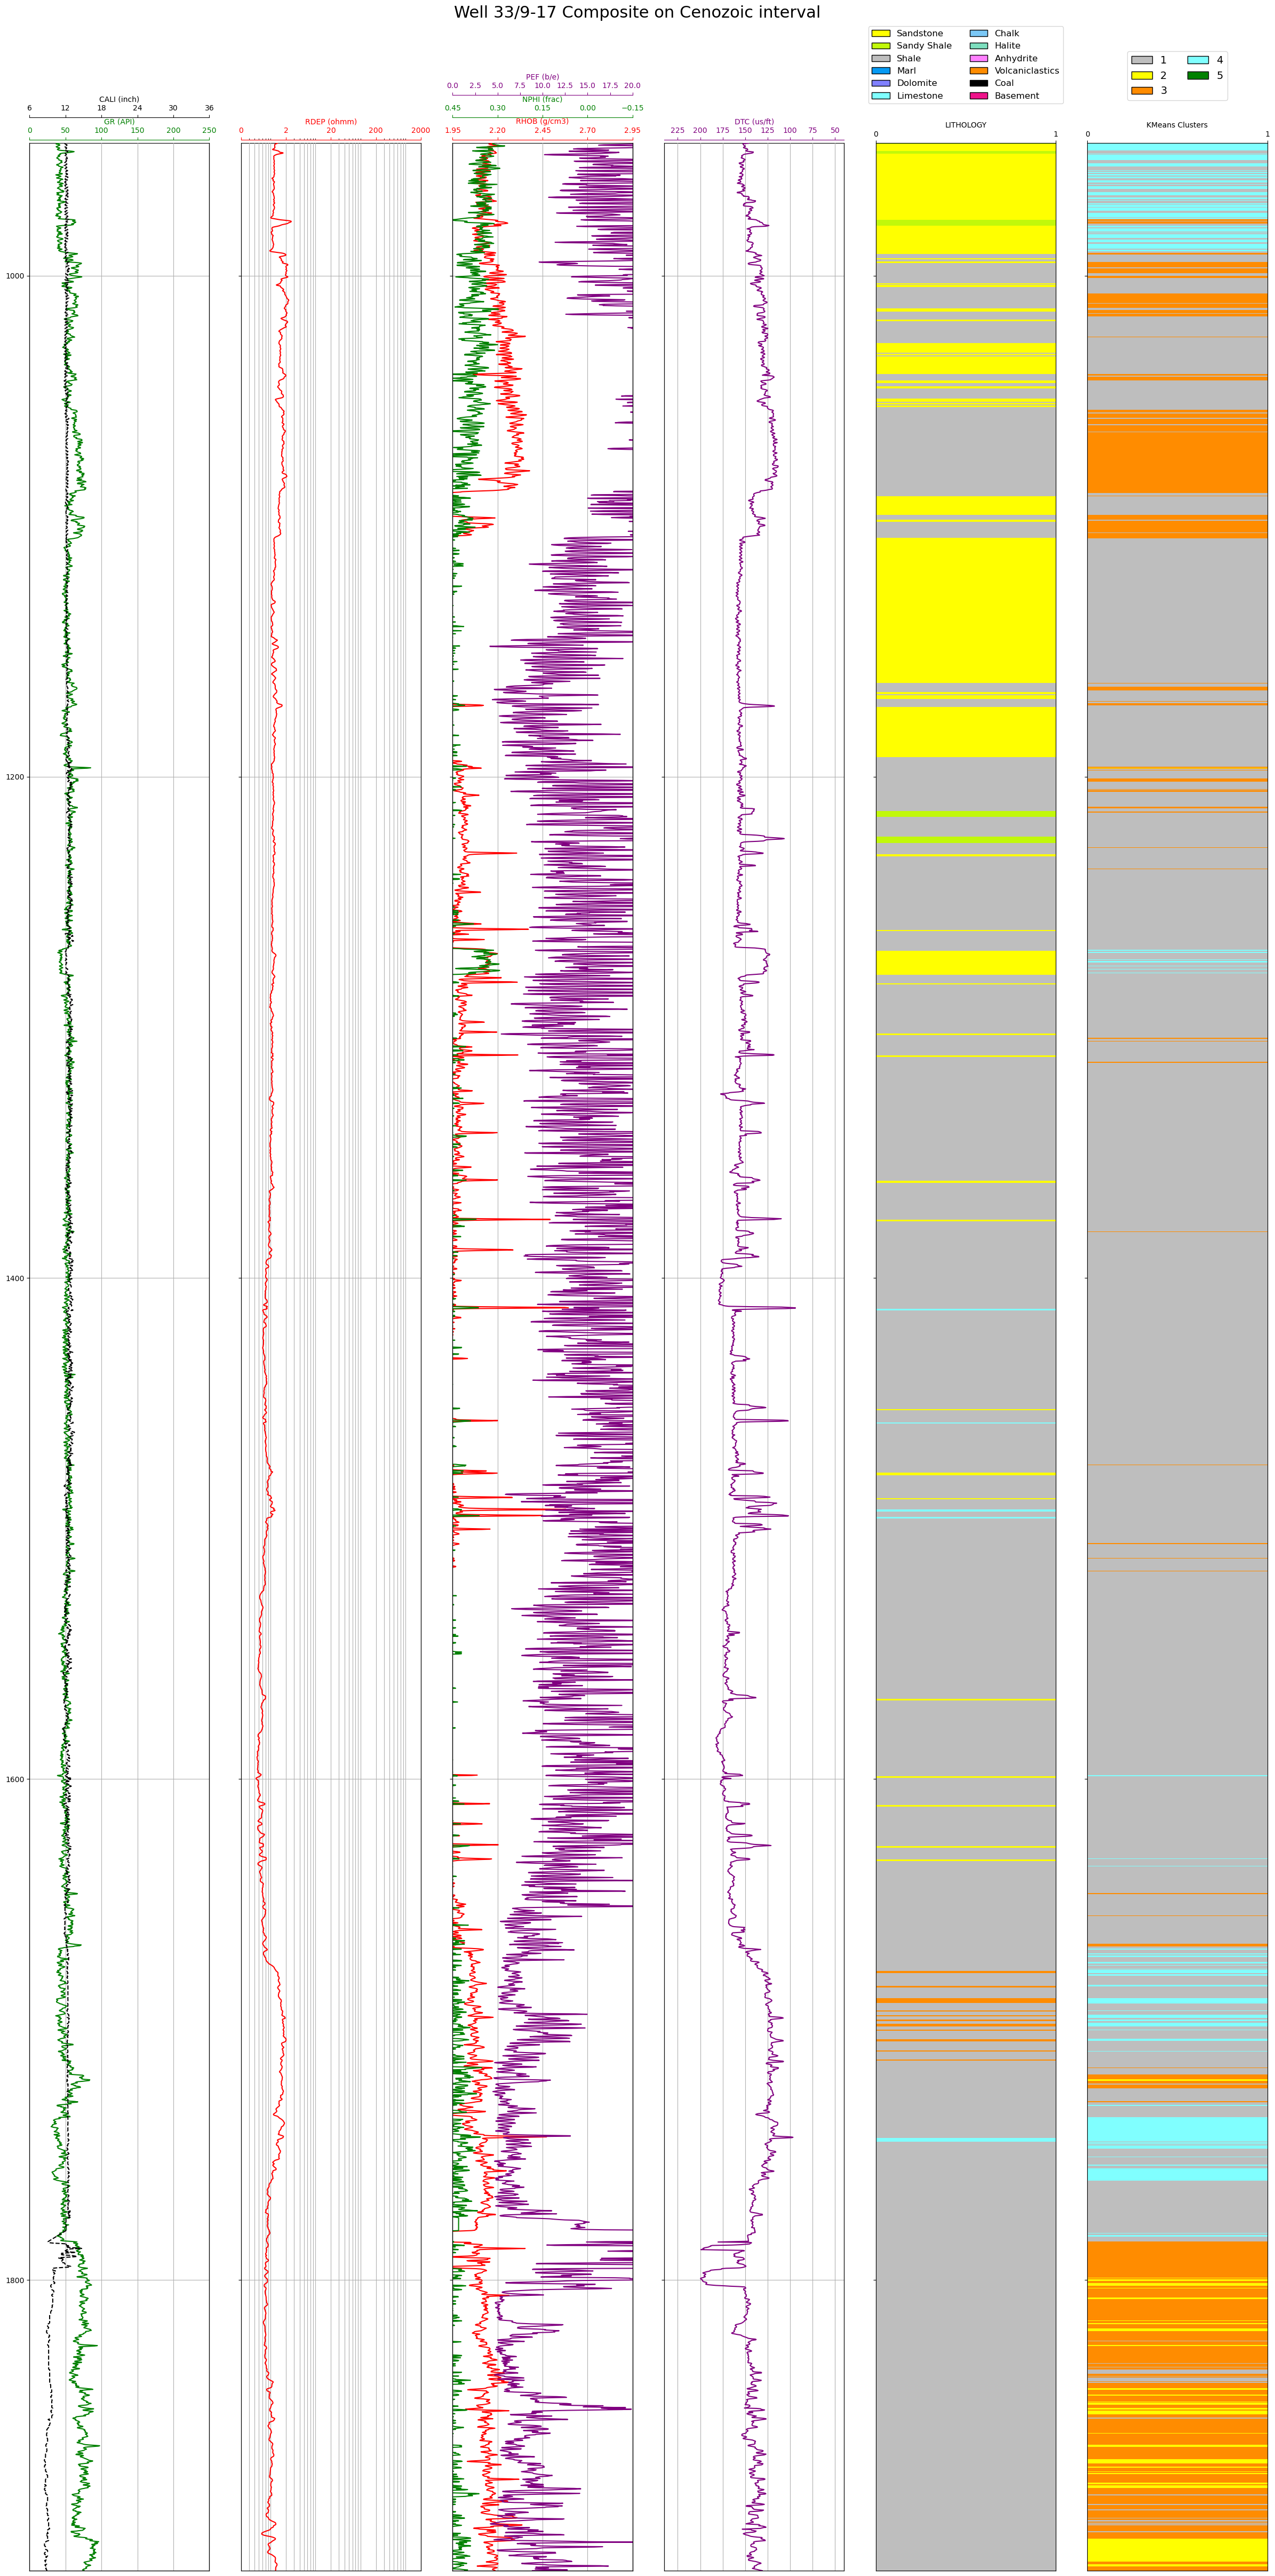 Well 33/9-17 Composite on Cenozoic interval
Sandstone
Sandy Shale
Shale
Marl
Dolomite
Limestone
Chalk
Halite
Anhydrite
Volcaniclastics
Coal
Basement
1
2
3
4
5
PEF (b/e)
0.0 2.5 5.0 7.5 10.0 12.5 15.0 17.5 20.0
CALI (inch)
NPHI (frac)
6 12 18 24 30 36
0.45 0.30 0.15 0.00 −0.15
GR (API)
RDEP (ohmm)
RHOB (g/cm3)
DTC (us/ft)
LITHOLOGY
KMeans Clusters
0 50 100 150 200 250
0 2 20 200 2000
1.95 2.20 2.45 2.70 2.95
225 200 175 150 125 100 75 50
0 1
0 1
1000
1200
1400
1600
1800